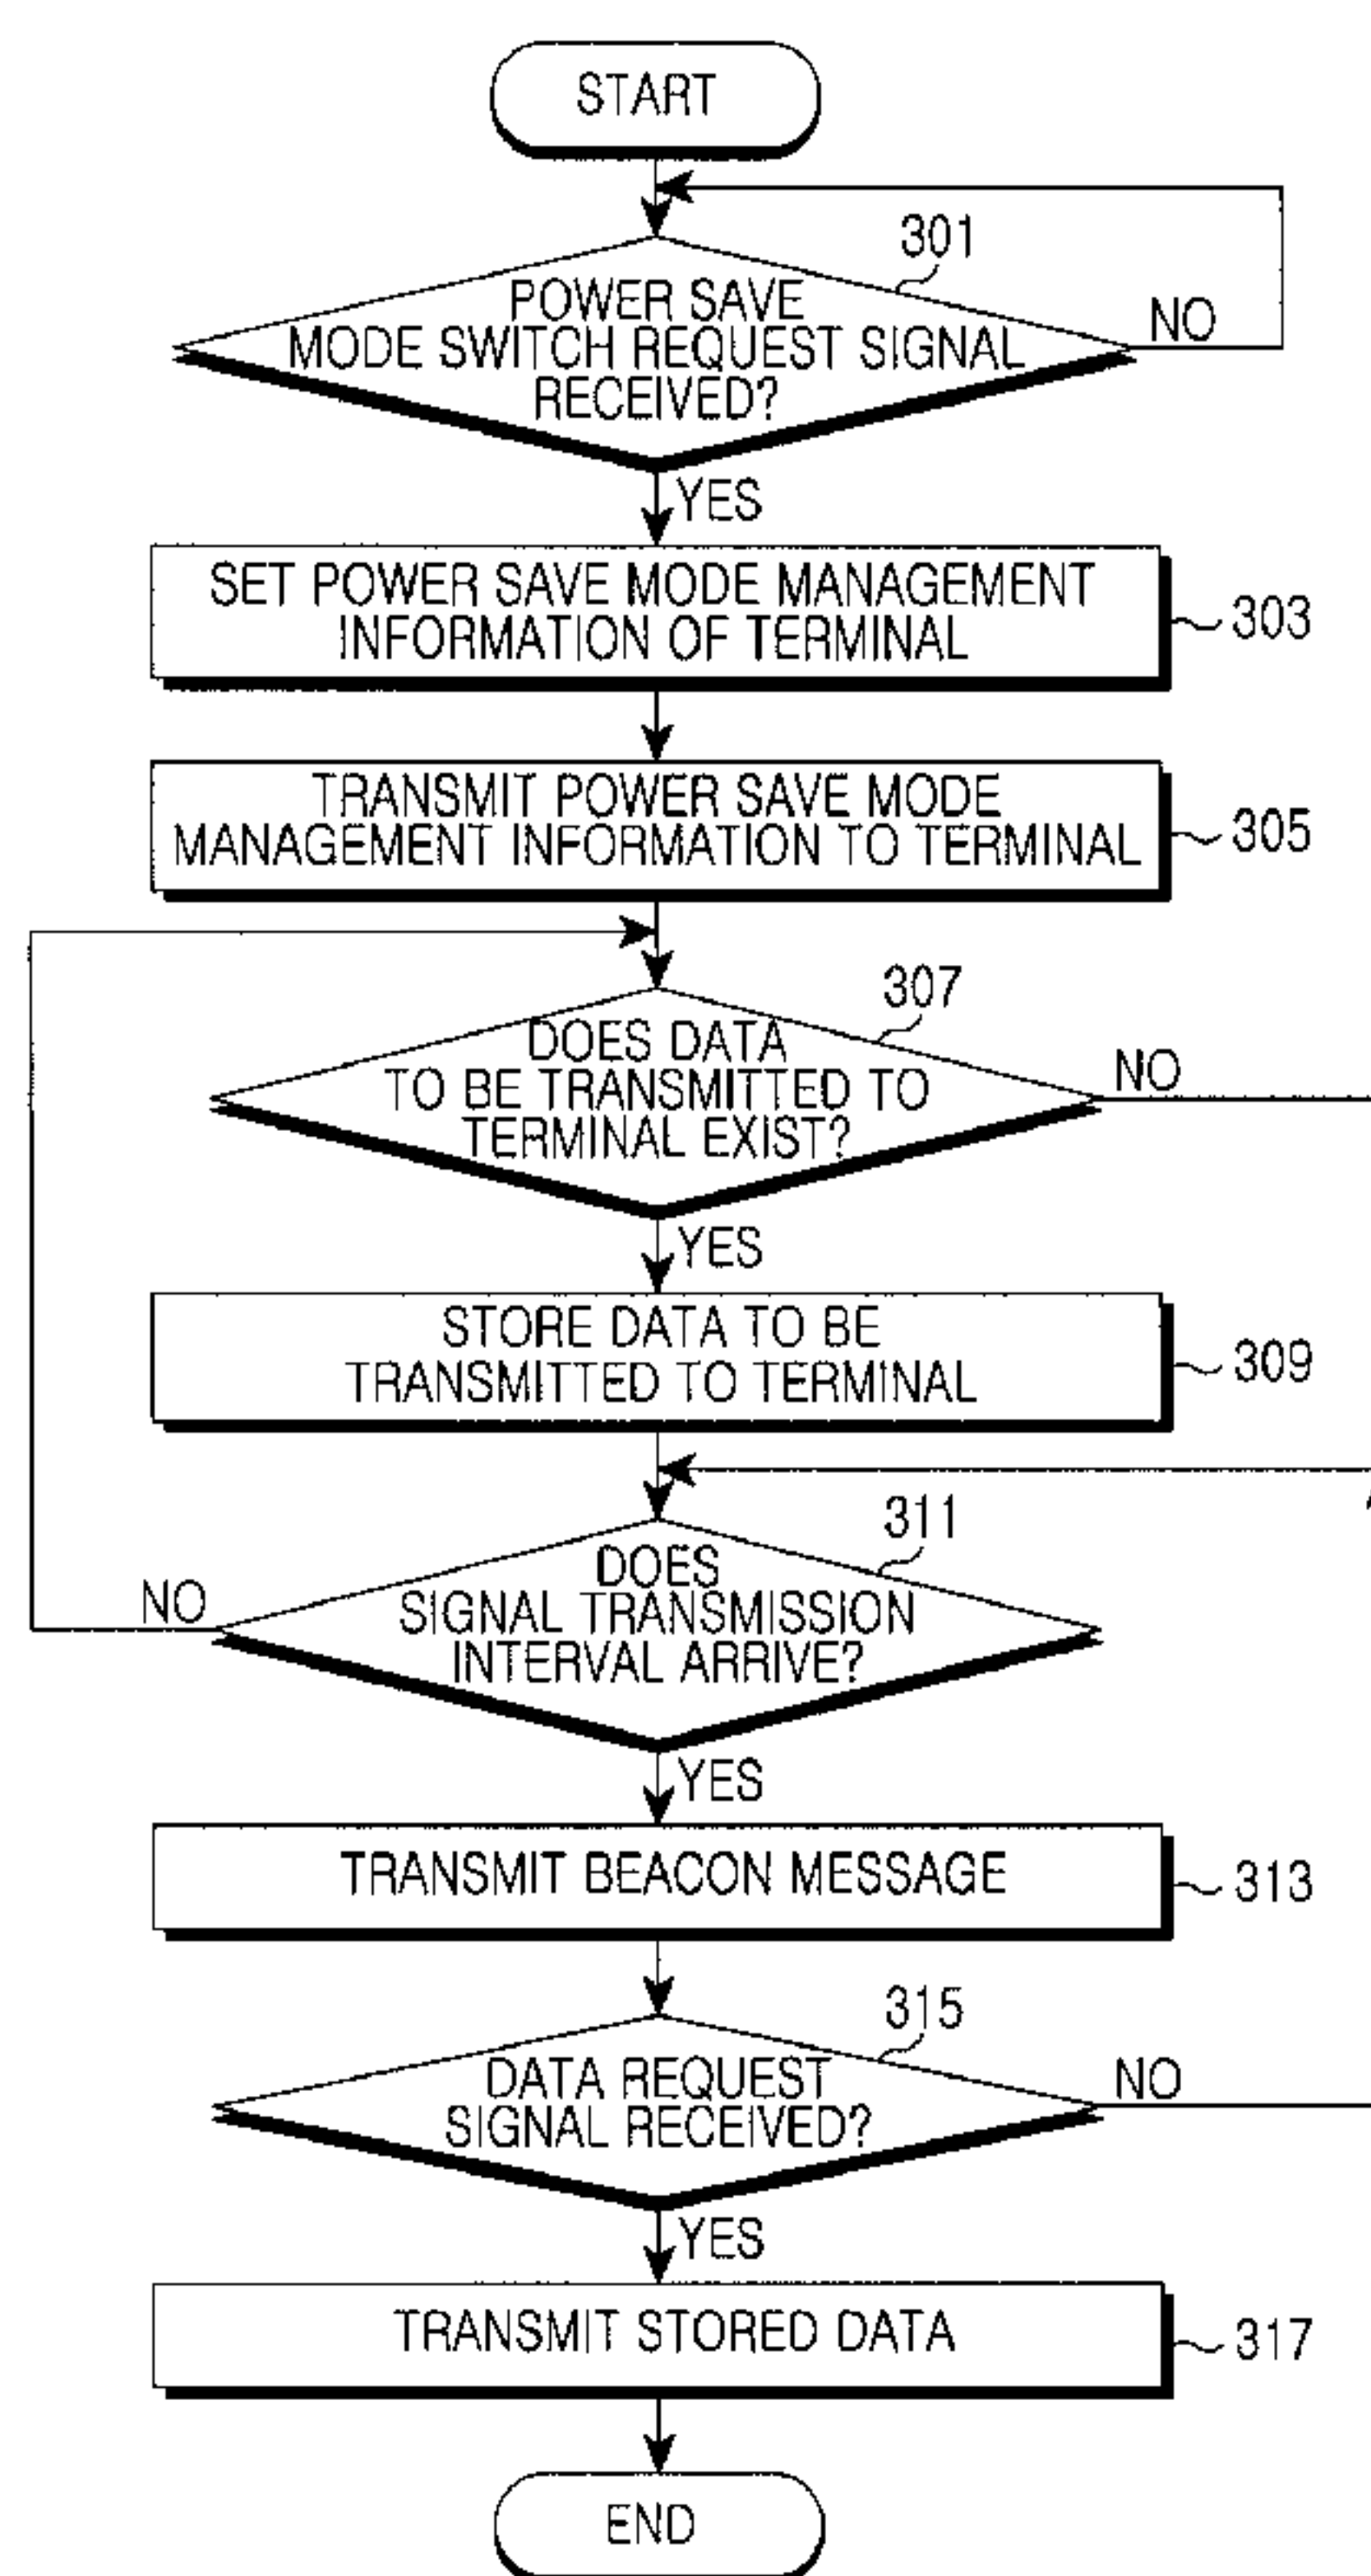 START
301
POWER SAVE
MODE SWITCH REQUEST SIGNAL
RECEIVED?
NO
YES
SET POWER SAVE MODE MANAGEMENT
INFORMATION OF TERMINAL
303
TRANSMIT POWER SAVE MODE
MANAGEMENT INFORMATION TO TERMINAL
305
307
DOES DATA
TO BE TRANSMITTED TO
TERMINAL EXIST?
NO
YES
STORE DATA TO BE
TRANSMITTED TO TERMINAL
309
311
DOES
SIGNAL TRANSMISSION
INTERVAL ARRIVE?
NO
YES
TRANSMIT BEACON MESSAGE
313
315
DATA REQUEST
SIGNAL RECEIVED?
NO
YES
TRANSMIT STORED DATA
317
END